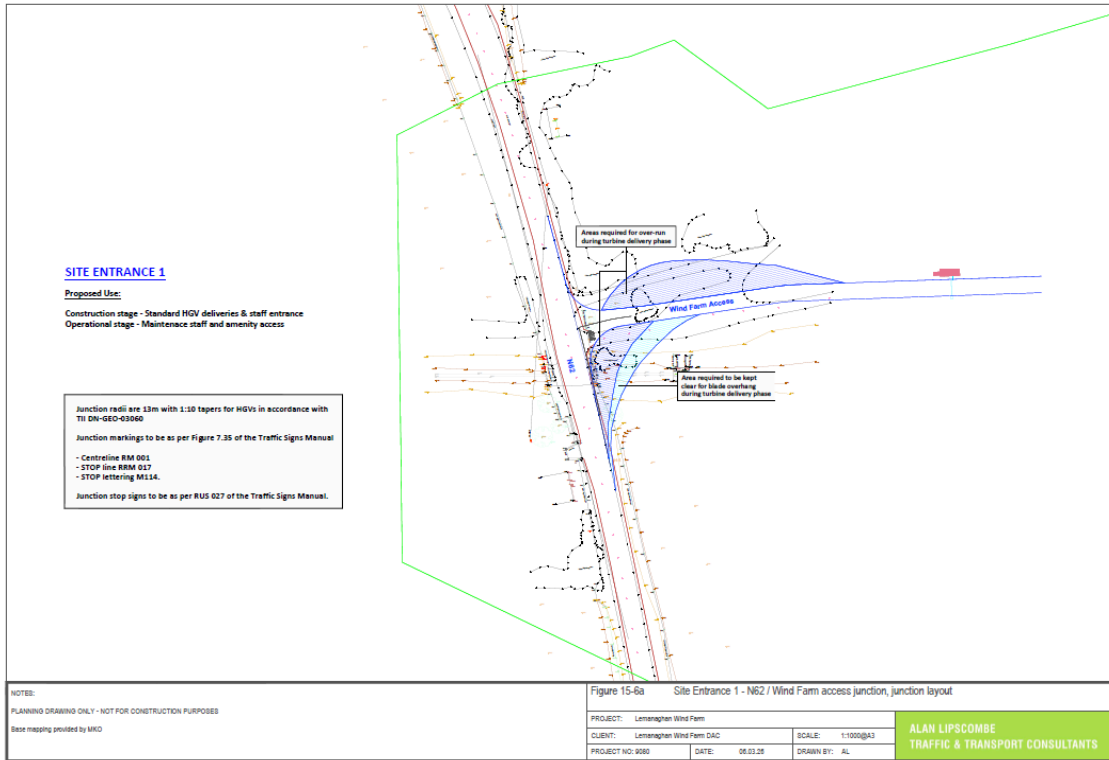 Areas required for over-run
during turbine delivery phase
SITE ENTRANCE 1
Proposed Use:
Construction stage - Standard HGV deliveries & staff entrance
Operational stage - Maintenace staff and amenity access
Wind Farm Access
N62
Area required to be kept
clear for blade overhang
during turbine delivery phase
Junction radii are 13m with 1:10 tapers for HGVs in accordance with
TII DN-GEO-03060
Junction markings to be as per Figure 7.35 of the Traffic Signs Manual
- Centreline RM 001
- STOP line RRM 017
- STOP lettering M114.
Junction stop signs to be as per RUS 027 of the Traffic Signs Manual.
NOTES:
PLANNING DRAWING ONLY - NOT FOR CONSTRUCTION PURPOSES
Base mapping provided by MKO
Figure 15-6a Site Entrance 1 - N62 / Wind Farm access junction, junction layout
PROJECT: Lemanaghan Wind Farm
CLIENT: Lemanaghan Wind Farm DAC
SCALE: 1:1000@A3
PROJECT NO: 9080
DATE: 06.03.26
DRAWN BY: AL
ALAN LIPSCOMBE
TRAFFIC & TRANSPORT CONSULTANTS